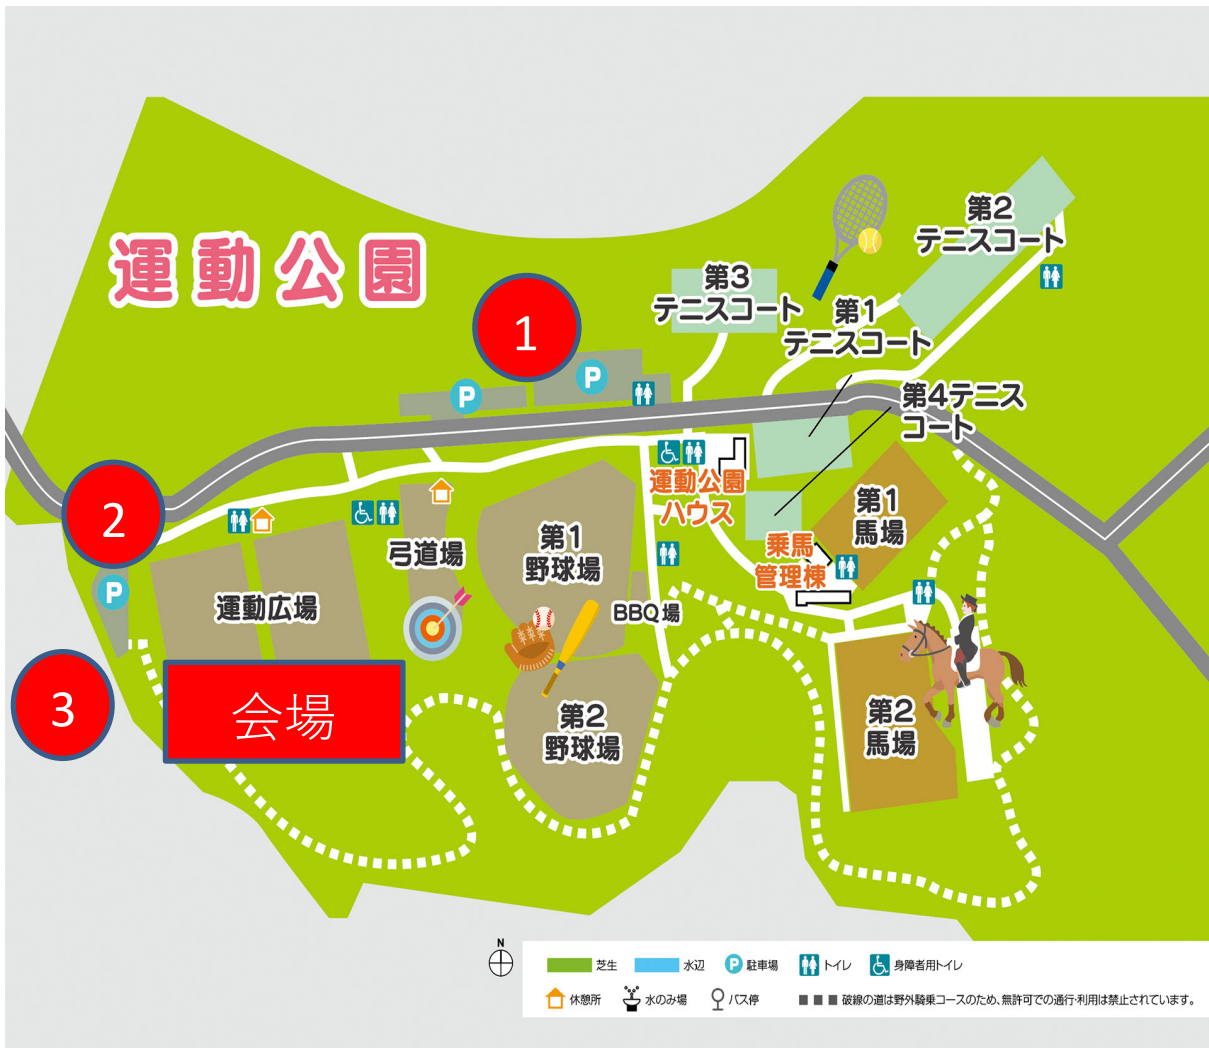 運動公園
第2
テニスコート
第3
テニスコート
第1
テニスコート
1
P
P
第4テニス
コート
運動公園
ハウス
第1
馬場
2
弓道場
第1
野球場
乗馬
管理棟
P
運動広場
BBQ場
3
会場
第2
野球場
第2
馬場
N
芝生
水辺
P
駐車場
トイレ
身障者用トイレ
休憩所
水のみ場
バス停
破線の道は野外騎乗コースのため、無許可での通行・利用は禁止されています。